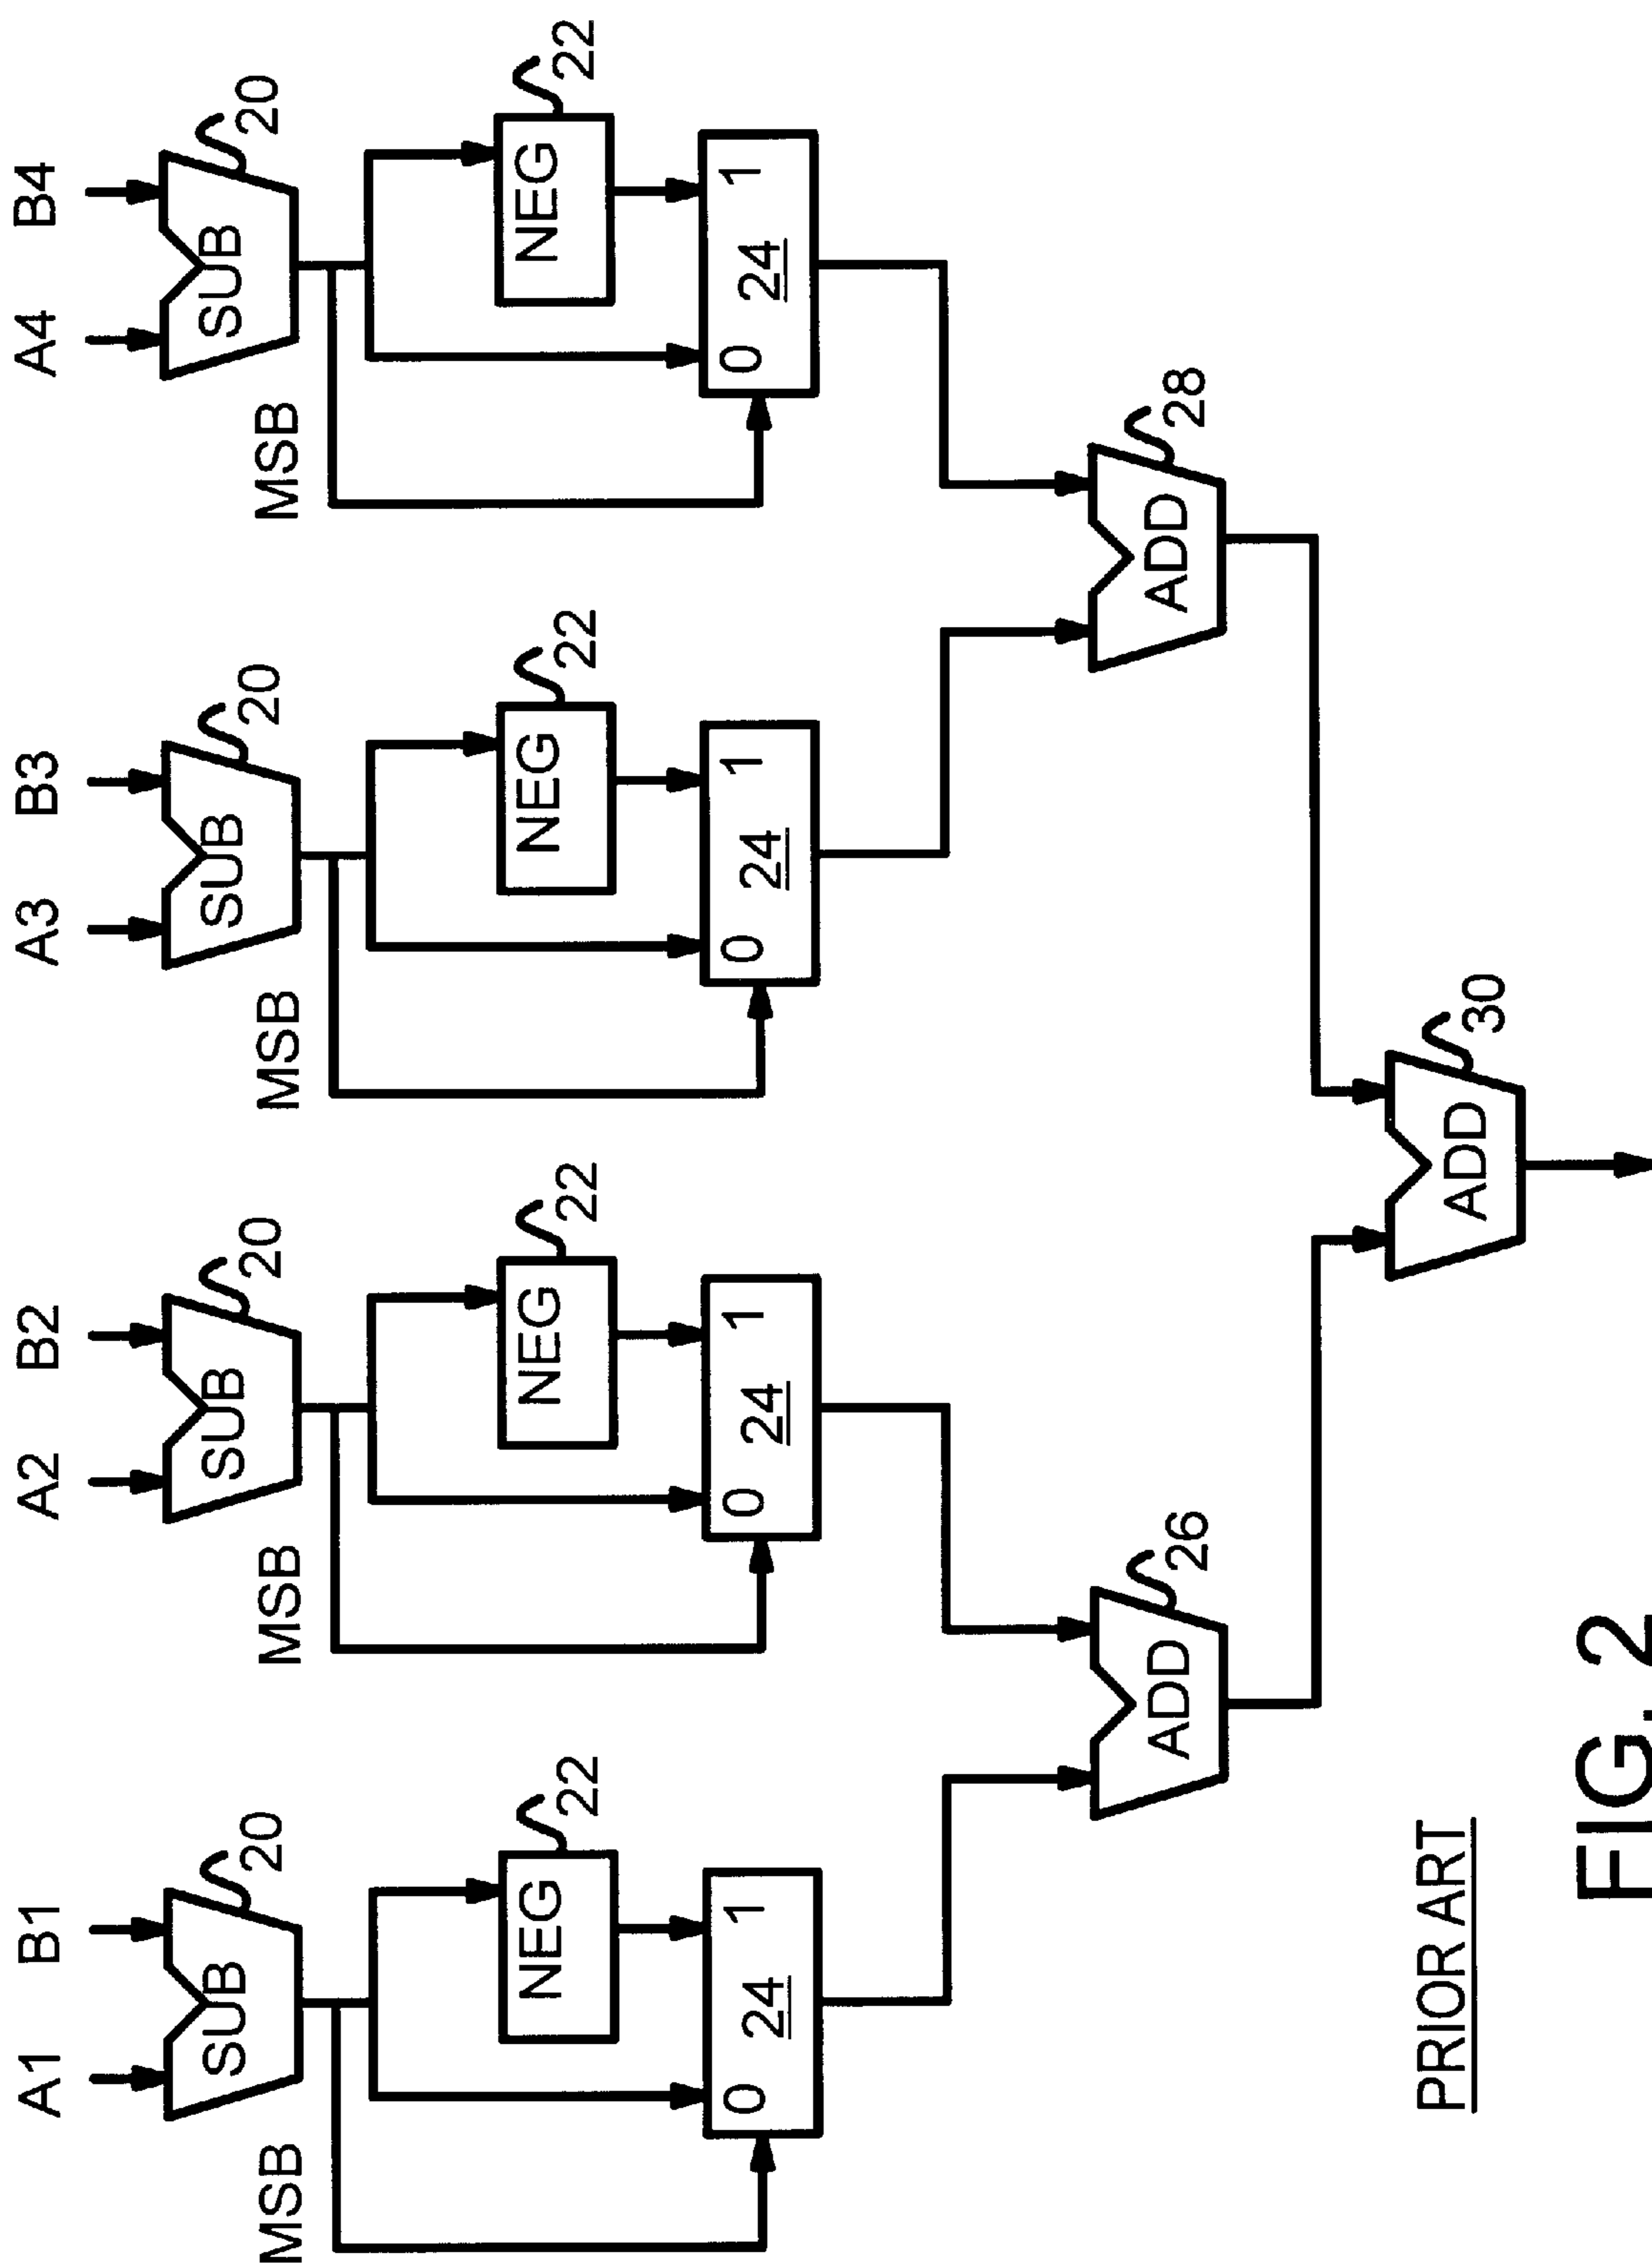 A1 B1 A2 B2 A3 B3 A4 B4
20 20 20 20
SUB SUB SUB SUB
MSB MSB MSB MSB
22 22 22 22
NEG NEG NEG NEG
0 1 0 1 0 1 0 1
24 24 24 24
26 28
ADD ADD
30
ADD
PRIOR ART
FIG. 2